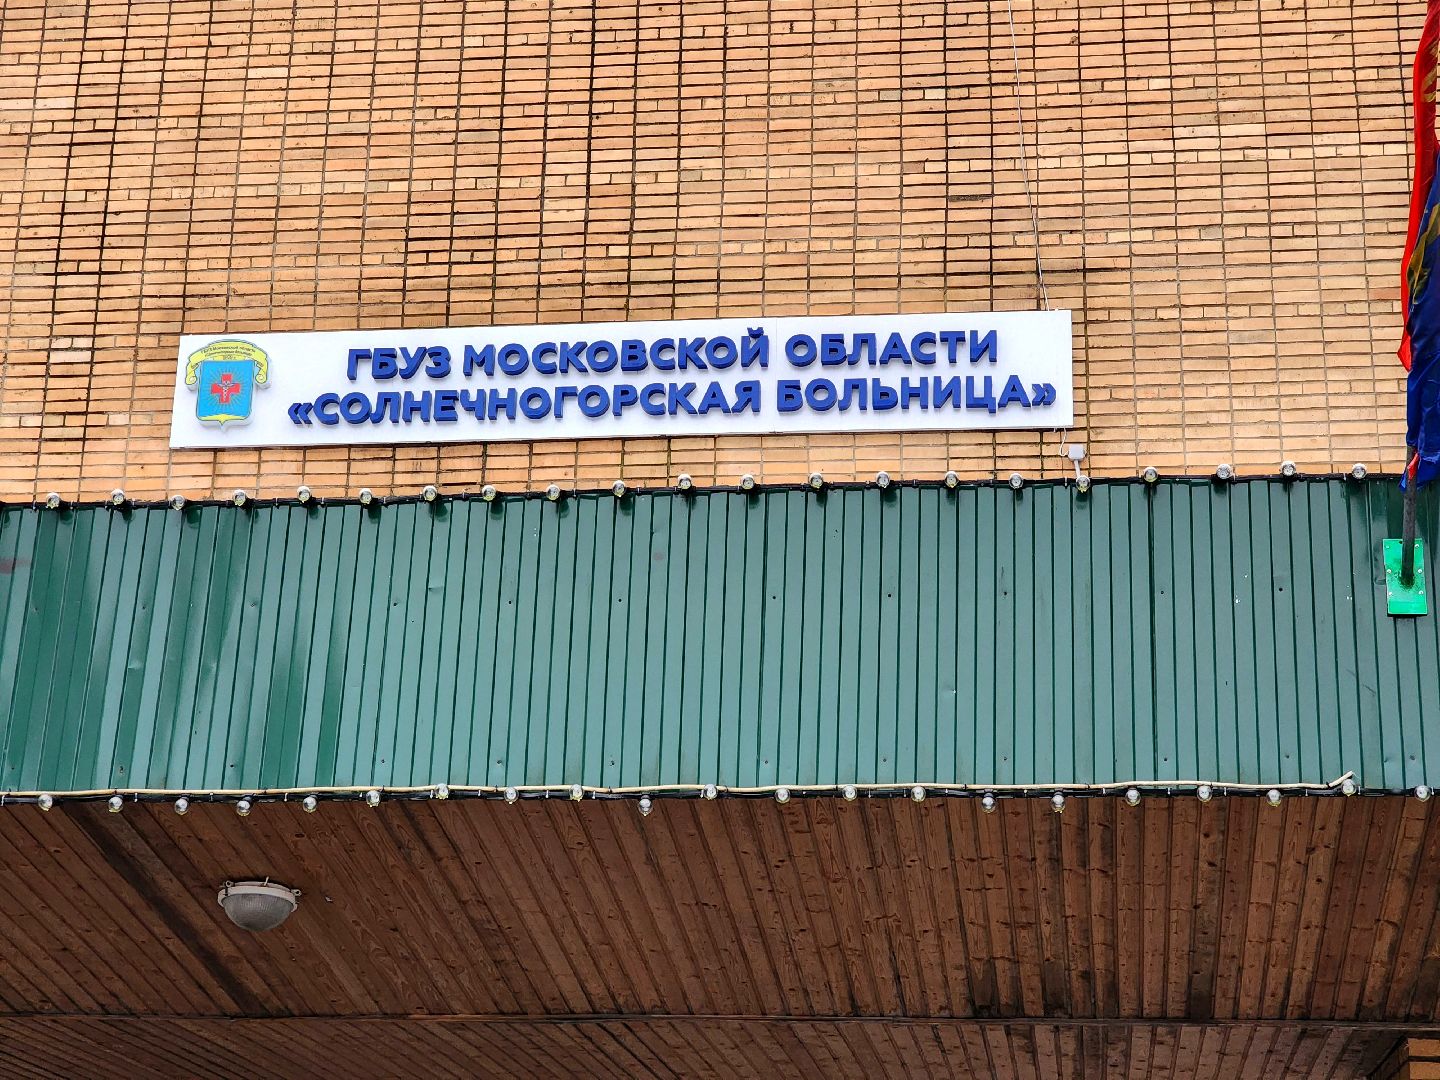 ГБУЗ МОСКОВСКОЙ ОБЛАСТИ
«СОЛНЕЧНОГОРСКАЯ БОЛЬНИЦА»